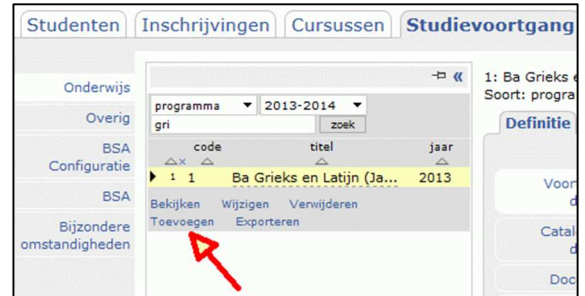 Studenten Inschrijvingen Cursussen Studievoortgang
Onderwijs
Overig
BSA
Configuratie
BSA
Bijzondere
omstandigheden
«
programma 2013-2014
gri zoek
code titel jaar
1 1 Ba Grieks en Latijn (Ja... 2013
Bekijken Wijzigen Verwijderen
Toevoegen Exporteren
1: Ba Grieks
Soort: progra
Definitie
Voor
d
Catal
d
Doc